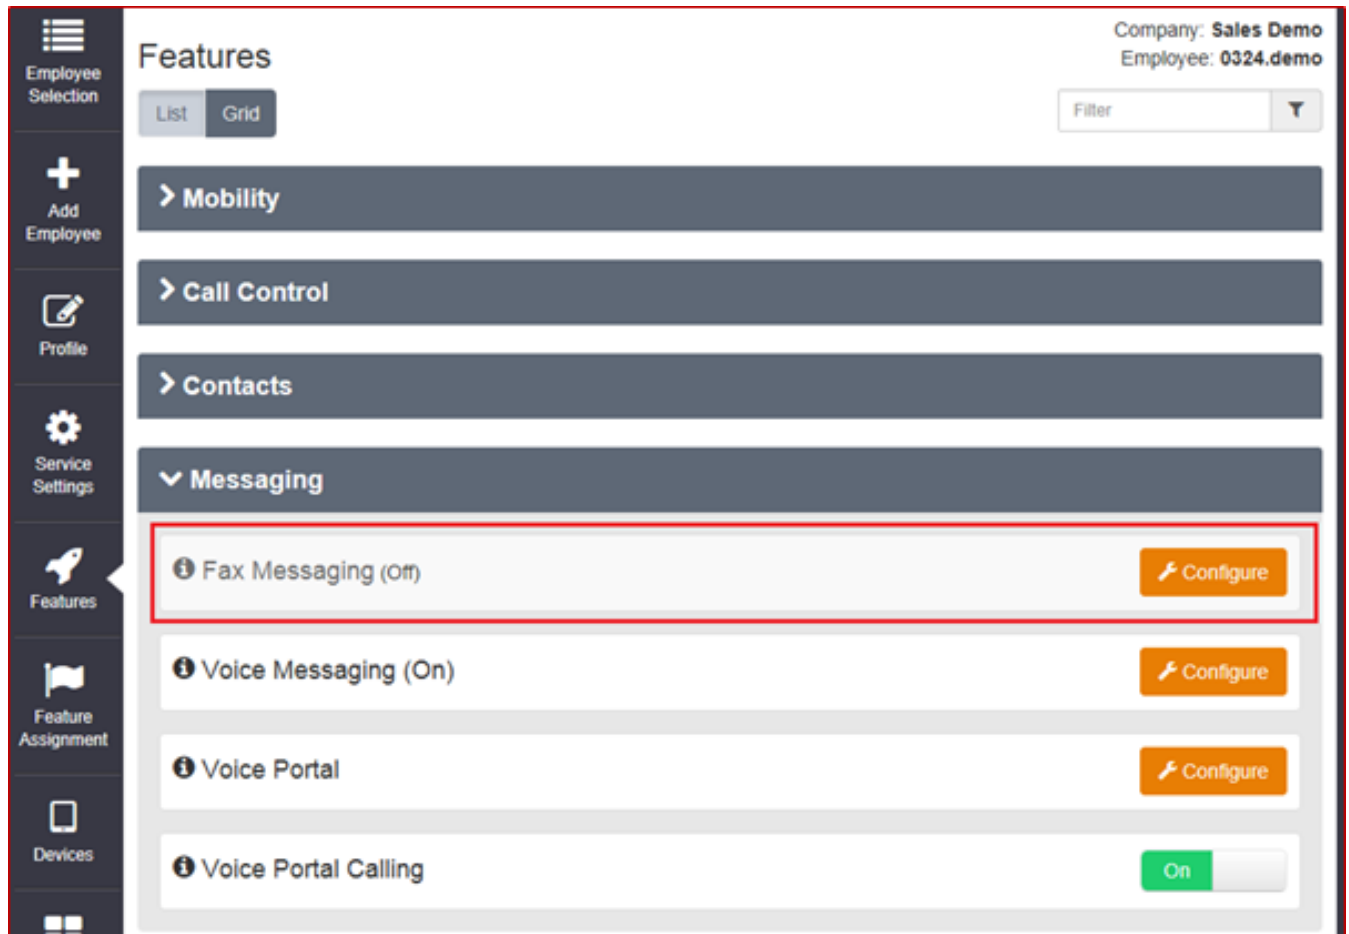 Employee
Selection
Add
Employee
Profile
Service
Settings
Features
Feature
Assignment
Devices
Features
Company: Sales Demo
Employee: 0324.demo
List
Grid
Filter
Mobility
Call Control
Contacts
Messaging
Fax Messaging (Off)
Configure
Voice Messaging (On)
Configure
Voice Portal
Configure
Voice Portal Calling
On